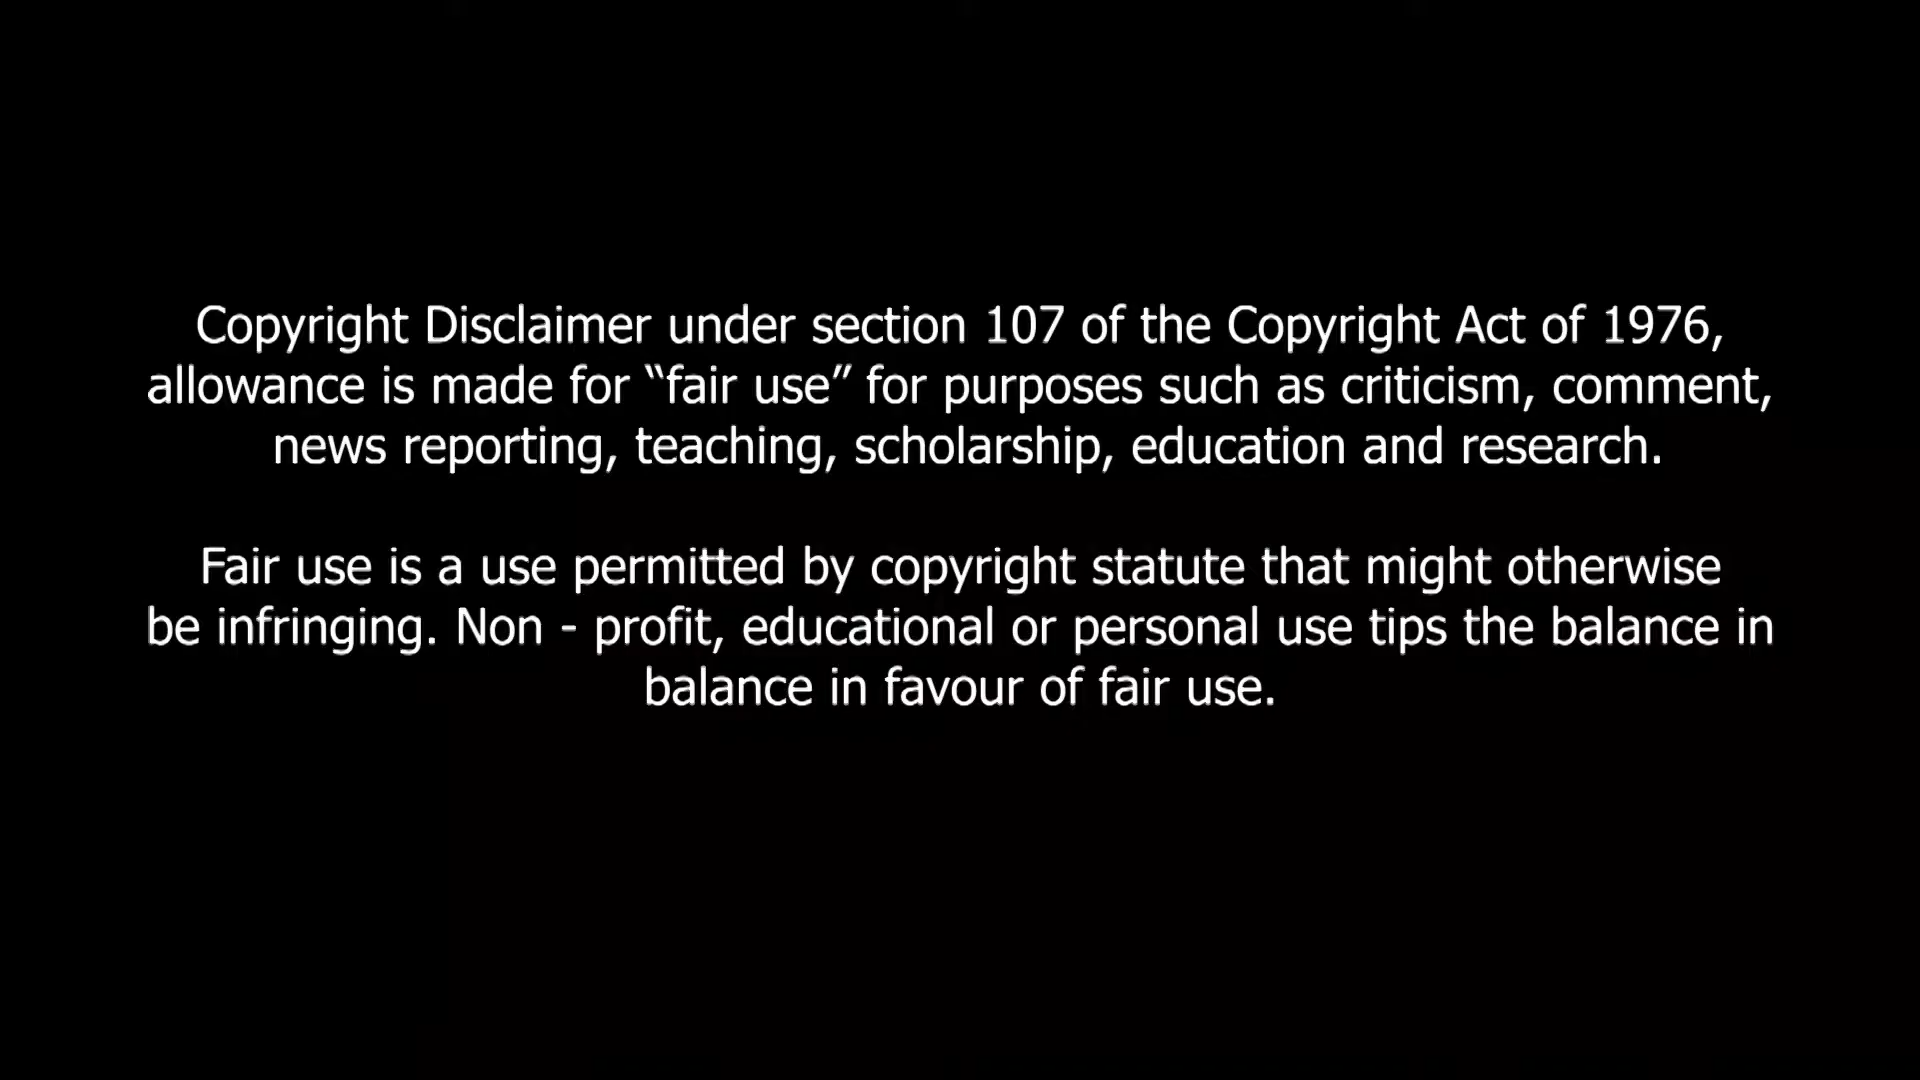 Copyright Disclaimer under section 107 of the Copyright Act of 1976,
allowance is made for “fair use” for purposes such as criticism, comment,
news reporting, teaching, scholarship, education and research.
Fair use is a use permitted by copyright statute that might otherwise
be infringing. Non - profit, educational or personal use tips the balance in
balance in favour of fair use.